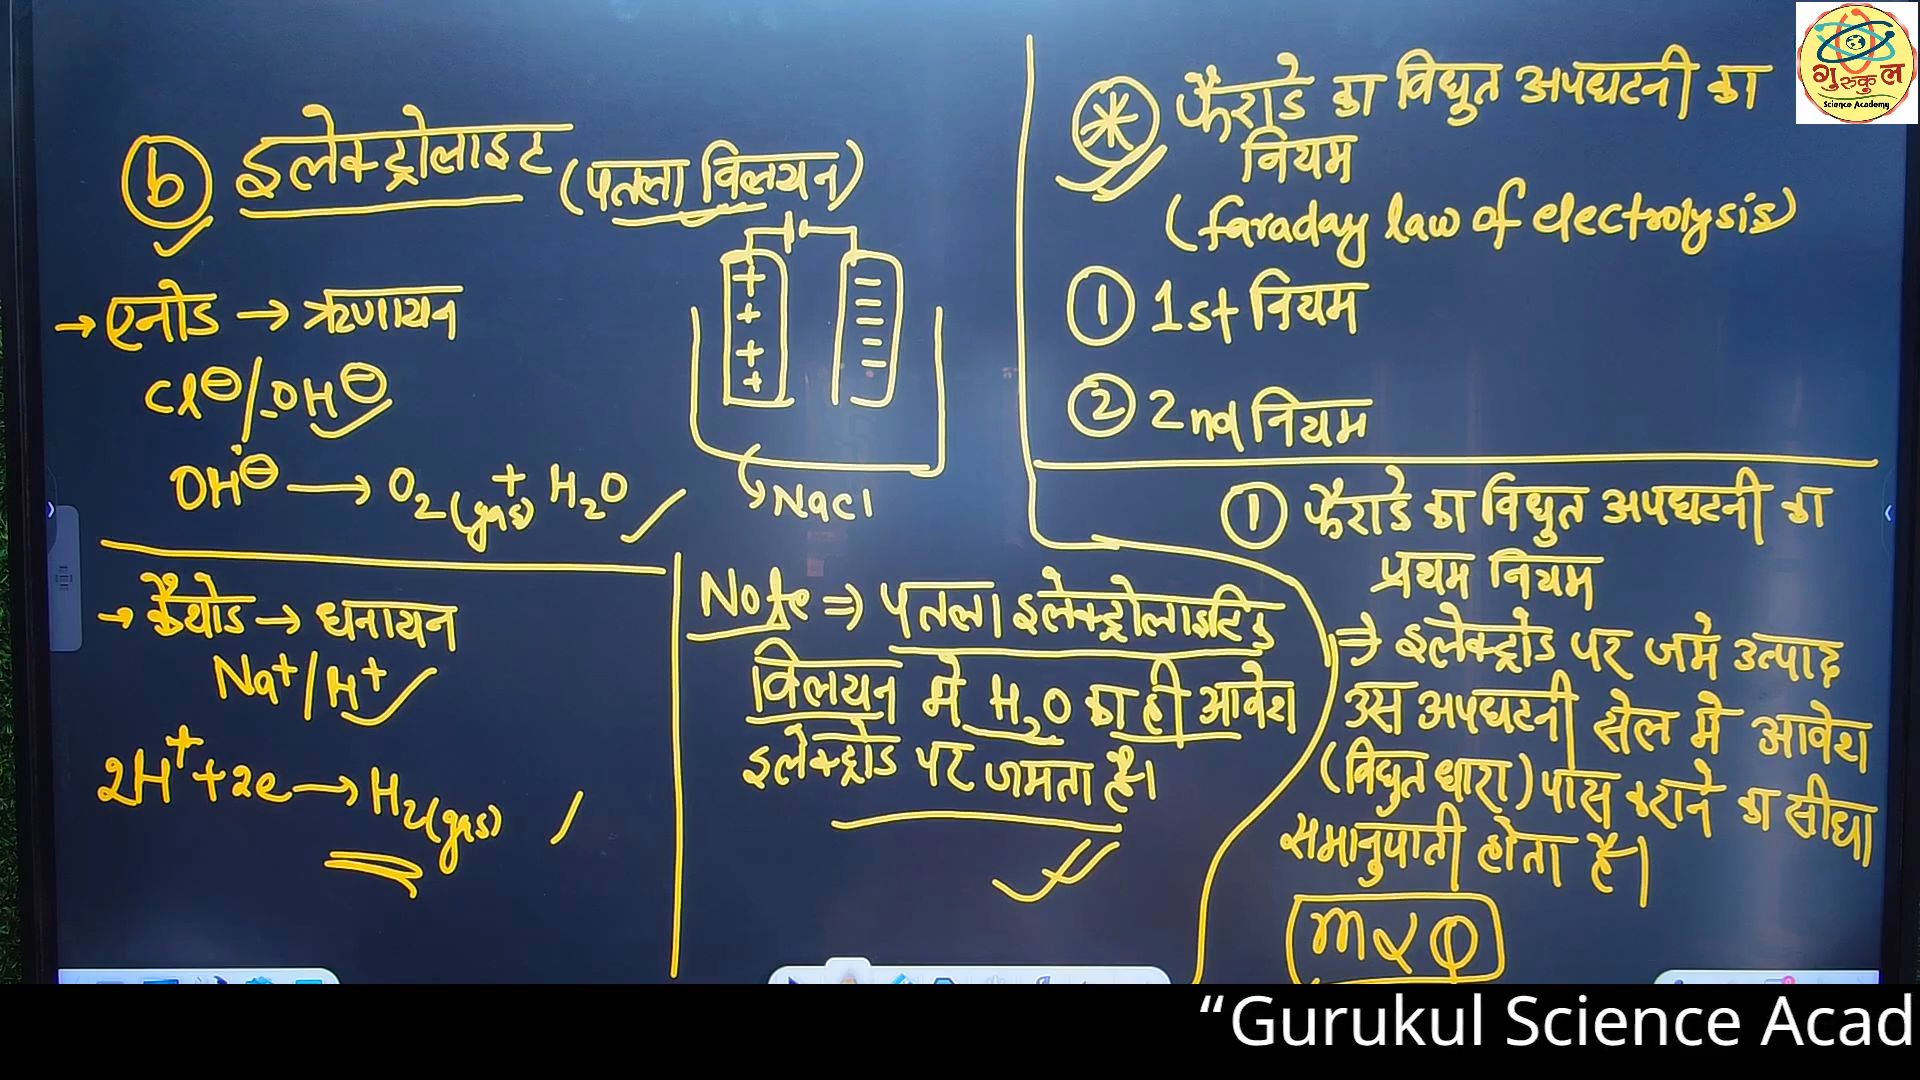 (b) इलेक्ट्रोलाइट (पतला विलयन)
→ एनोड → ऋणायन
Cl⊖/OH⊖
OH⊖ → O₂(gas) + H₂O
+
+
+
+
NaCl
→ कैथोड → धनायन
Na⁺/H⁺
2H⁺+2e → H₂(gas)
Note ⇒ पतला इलेक्ट्रोलाइटिड
विलयन में H₂O का ही आवेश
इलेक्ट्रोड पर जमता है।
फैराडे का विधुत अपघटनी का
नियम
(faraday law of electrolysis)
① 1st नियम
② 2nd नियम
① फैराडे का विधुत अपघटनी का
प्रथम नियम
⇒ इलेक्ट्रोड पर जमे उत्पाद
उस अपघटनी सेल में आवेश
(विधुत धारा) पास कराने का सीधा
समानुपाती होता है।
m ∝ Q
गुरुकुल
Science Academy
“Gurukul Science Acad